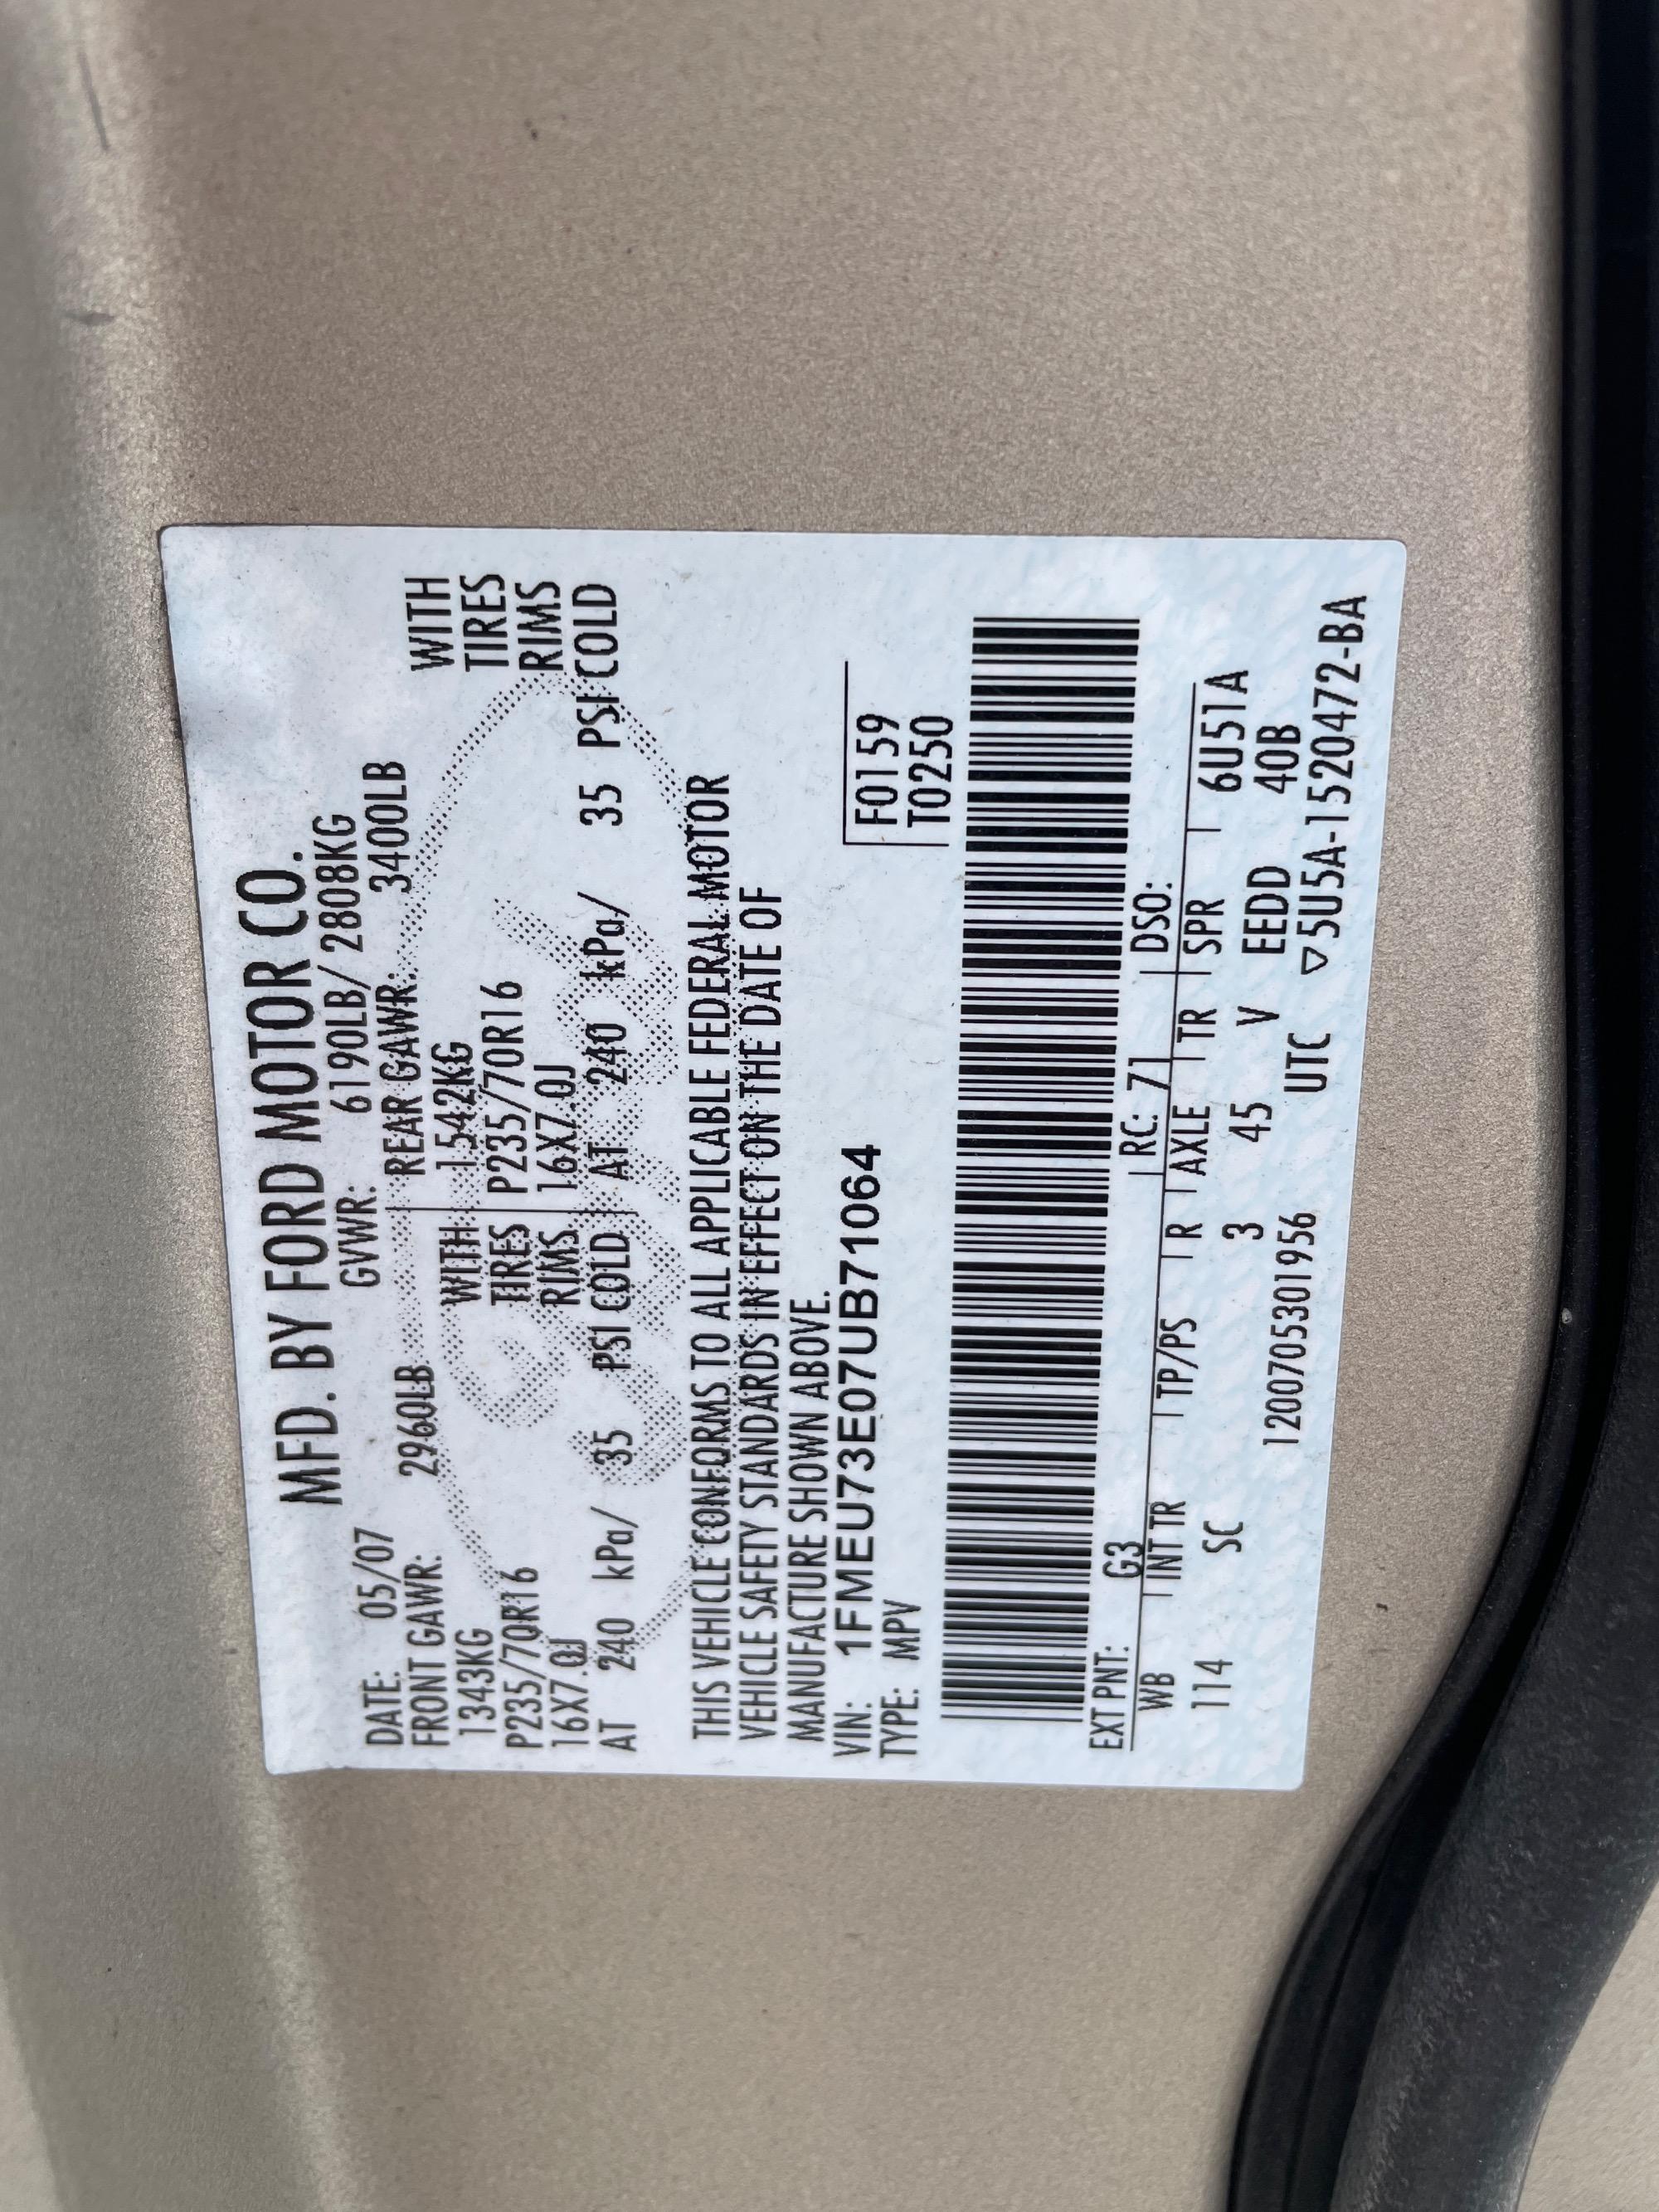 MFD. BY FORD MOTOR CO.
DATE: 05/07 GVWR: 6190LB/ 2808KG
FRONT GAWR: 2960LB REAR GAWR: 3400LB
1343KG WITH 1542KG WITH
P235/70R16 TIRES P235/70R16 TIRES
16X7.0J RIMS 16X7.0J RIMS
AT 240 kPa/ 35 PSI COLD AT 240 kPa/ 35 PSI COLD
THIS VEHICLE CONFORMS TO ALL APPLICABLE FEDERAL MOTOR
VEHICLE SAFETY STANDARDS IN EFFECT ON THE DATE OF
MANUFACTURE SHOWN ABOVE.
VIN: 1FMEU73E07UB71064
TYPE: MPV
F0159
T0250
EXT PNT: G3 RC: 71 DSO:
WB INT TR TP/PS R AXLE TR SPR 6U51A
114 SC 3 45 V EEDD 40B
1200705301956 UTC ▽5U5A-1520472-BA